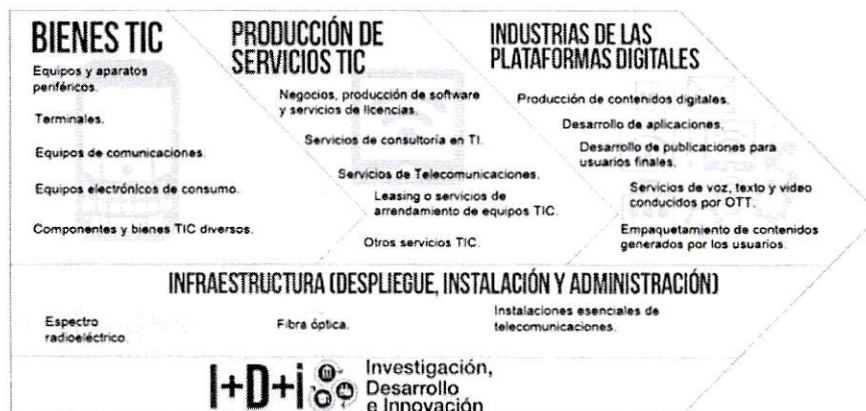 BIENES TIC
Equipos y aparatos
periféricos.
Terminales.
Equipos de comunicaciones.
Equipos electrónicos de consumo.
Componentes y bienes TIC diversos.
PRODUCCIÓN DE
SERVICIOS TIC
Negocios, producción de software
y servicios de licencias.
Servicios de consultoría en TI.
Servicios de Telecomunicaciones.
Leasing o servicios de
arrendamiento de equipos TIC.
Otros servicios TIC.
INDUSTRIAS DE LAS
PLATAFORMAS DIGITALES
Producción de contenidos digitales.
Desarrollo de aplicaciones.
Desarrollo de publicaciones para
usuarios finales.
Servicios de voz, texto y video
conducidos por OTT.
Empaquetamiento de contenidos
generados por los usuarios.
INFRAESTRUCTURA (DESPLIEGUE, INSTALACIÓN Y ADMINISTRACIÓN)
Espectro
radioeléctrico.
Fibra óptica.
Instalaciones esenciales de
telecomunicaciones.
I+D+i
Investigación,
Desarrollo
e Innovación